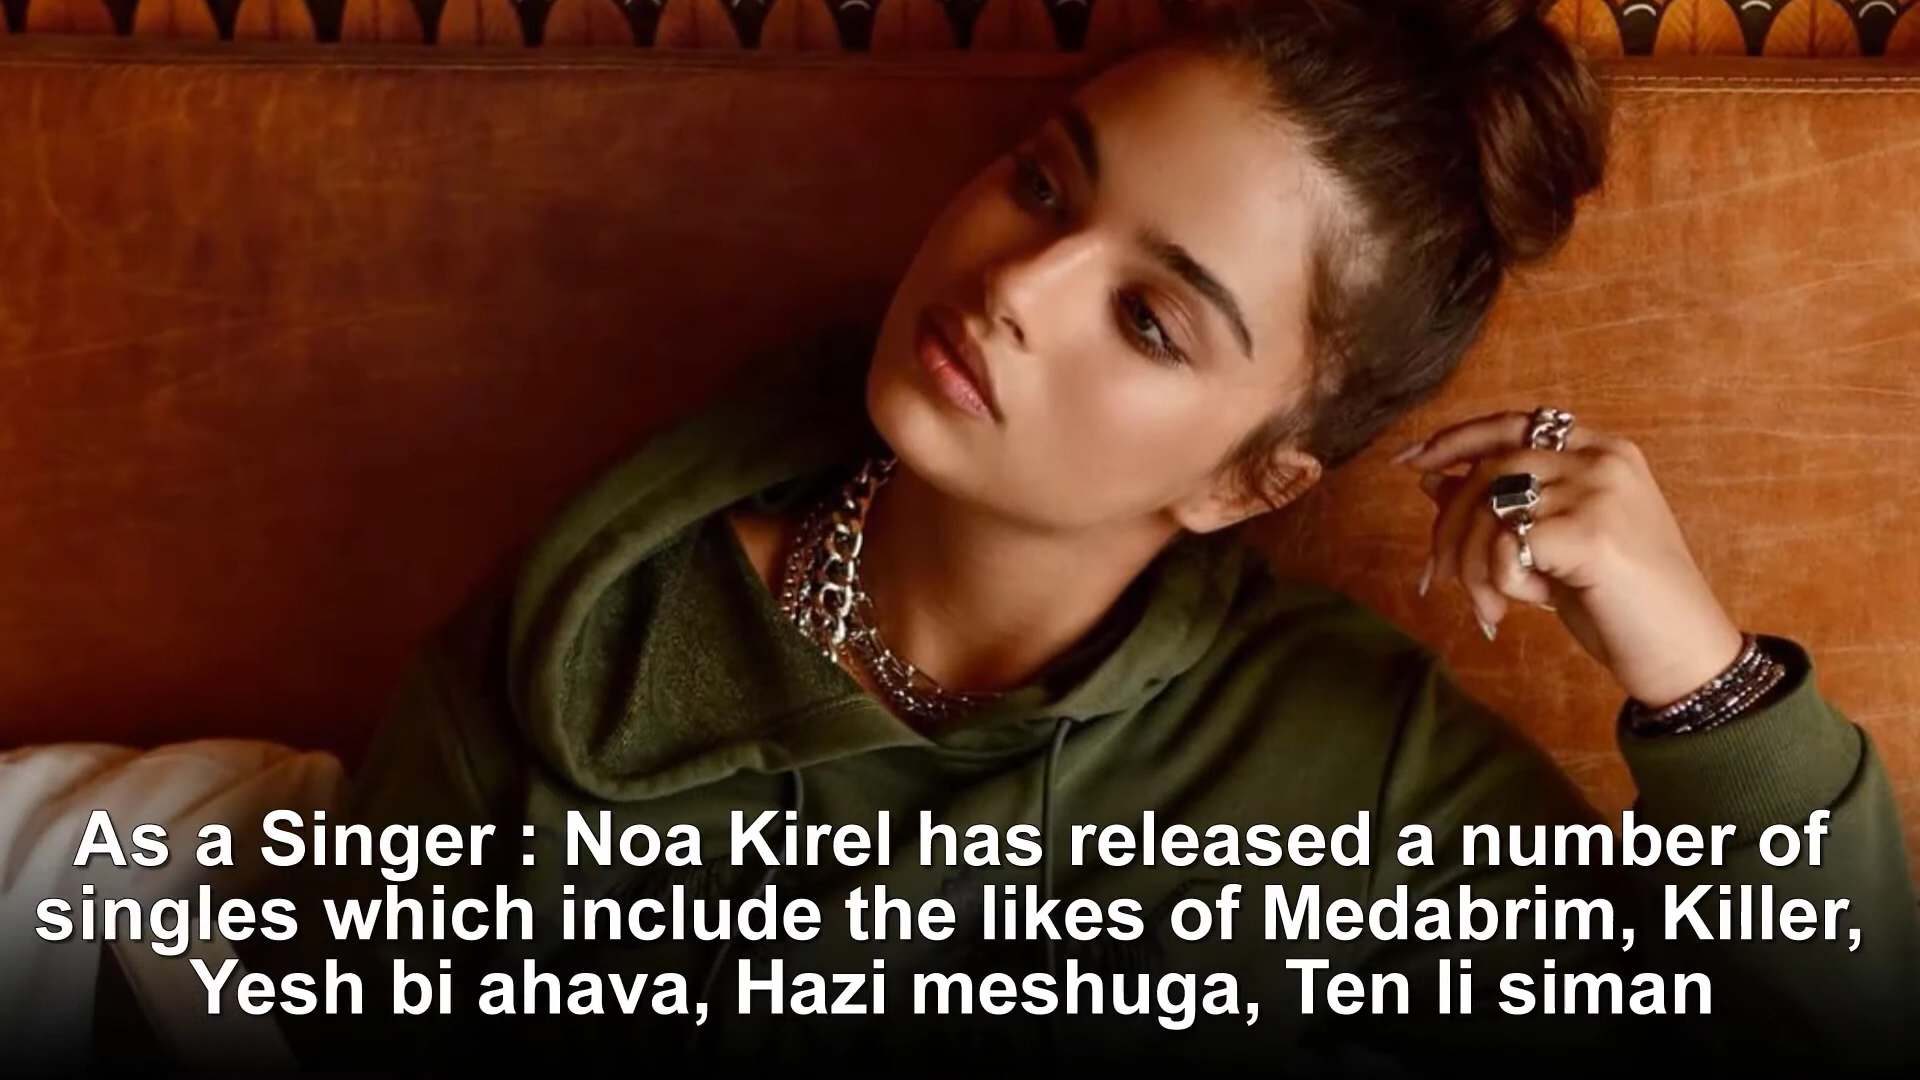 As a Singer : Noa Kirel has released a number of
singles which include the likes of Medabrim, Killer,
Yesh bi ahava, Hazi meshuga, Ten li siman